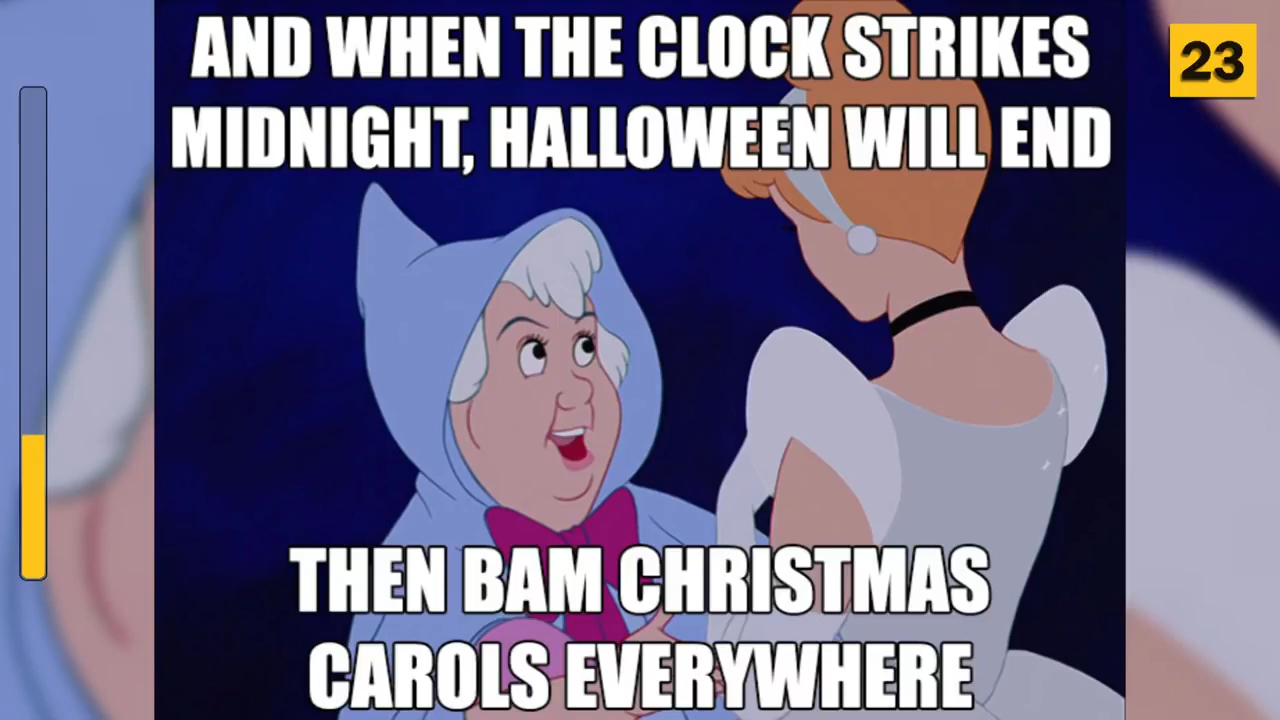 AND WHEN THE CLOCK STRIKES
MIDNIGHT, HALLOWEEN WILL END
23
THEN BAM CHRISTMAS
CAROLS EVERYWHERE